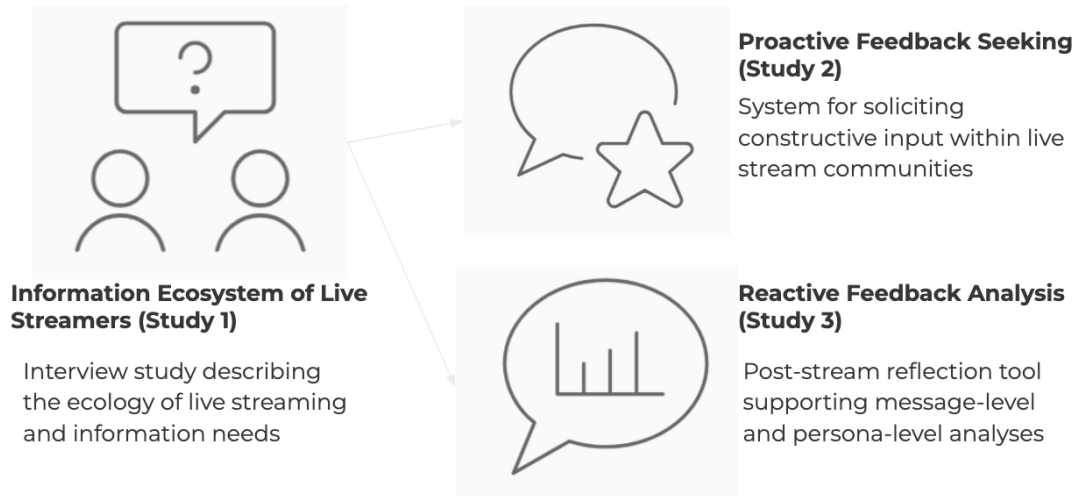 ?
Information Ecosystem of Live
Streamers (Study 1)
Interview study describing
the ecology of live streaming
and information needs
Proactive Feedback Seeking
(Study 2)
System for soliciting
constructive input within live
stream communities
Reactive Feedback Analysis
(Study 3)
Post-stream reflection tool
supporting message-level
and persona-level analyses